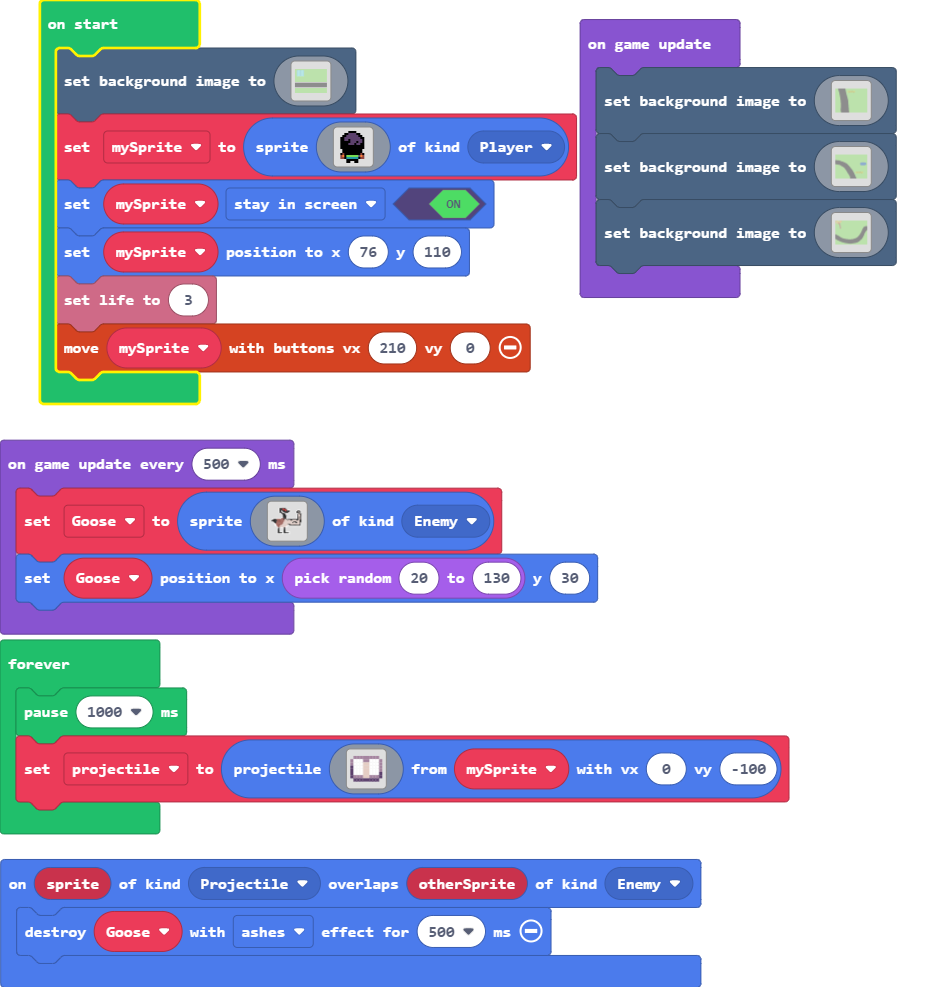 on start
set background image to
set mySprite to sprite of kind Player
set mySprite stay in screen ON
set mySprite position to x 76 y 110
set life to 3
move mySprite with buttons vx 210 vy 0
on game update
set background image to
set background image to
set background image to
on game update every 500 ms
set Goose to sprite of kind Enemy
set Goose position to x pick random 20 to 130 y 30
forever
pause 1000 ms
set projectile to projectile from mySprite with vx 0 vy -100
on sprite of kind Projectile overlaps otherSprite of kind Enemy
destroy Goose with ashes effect for 500 ms